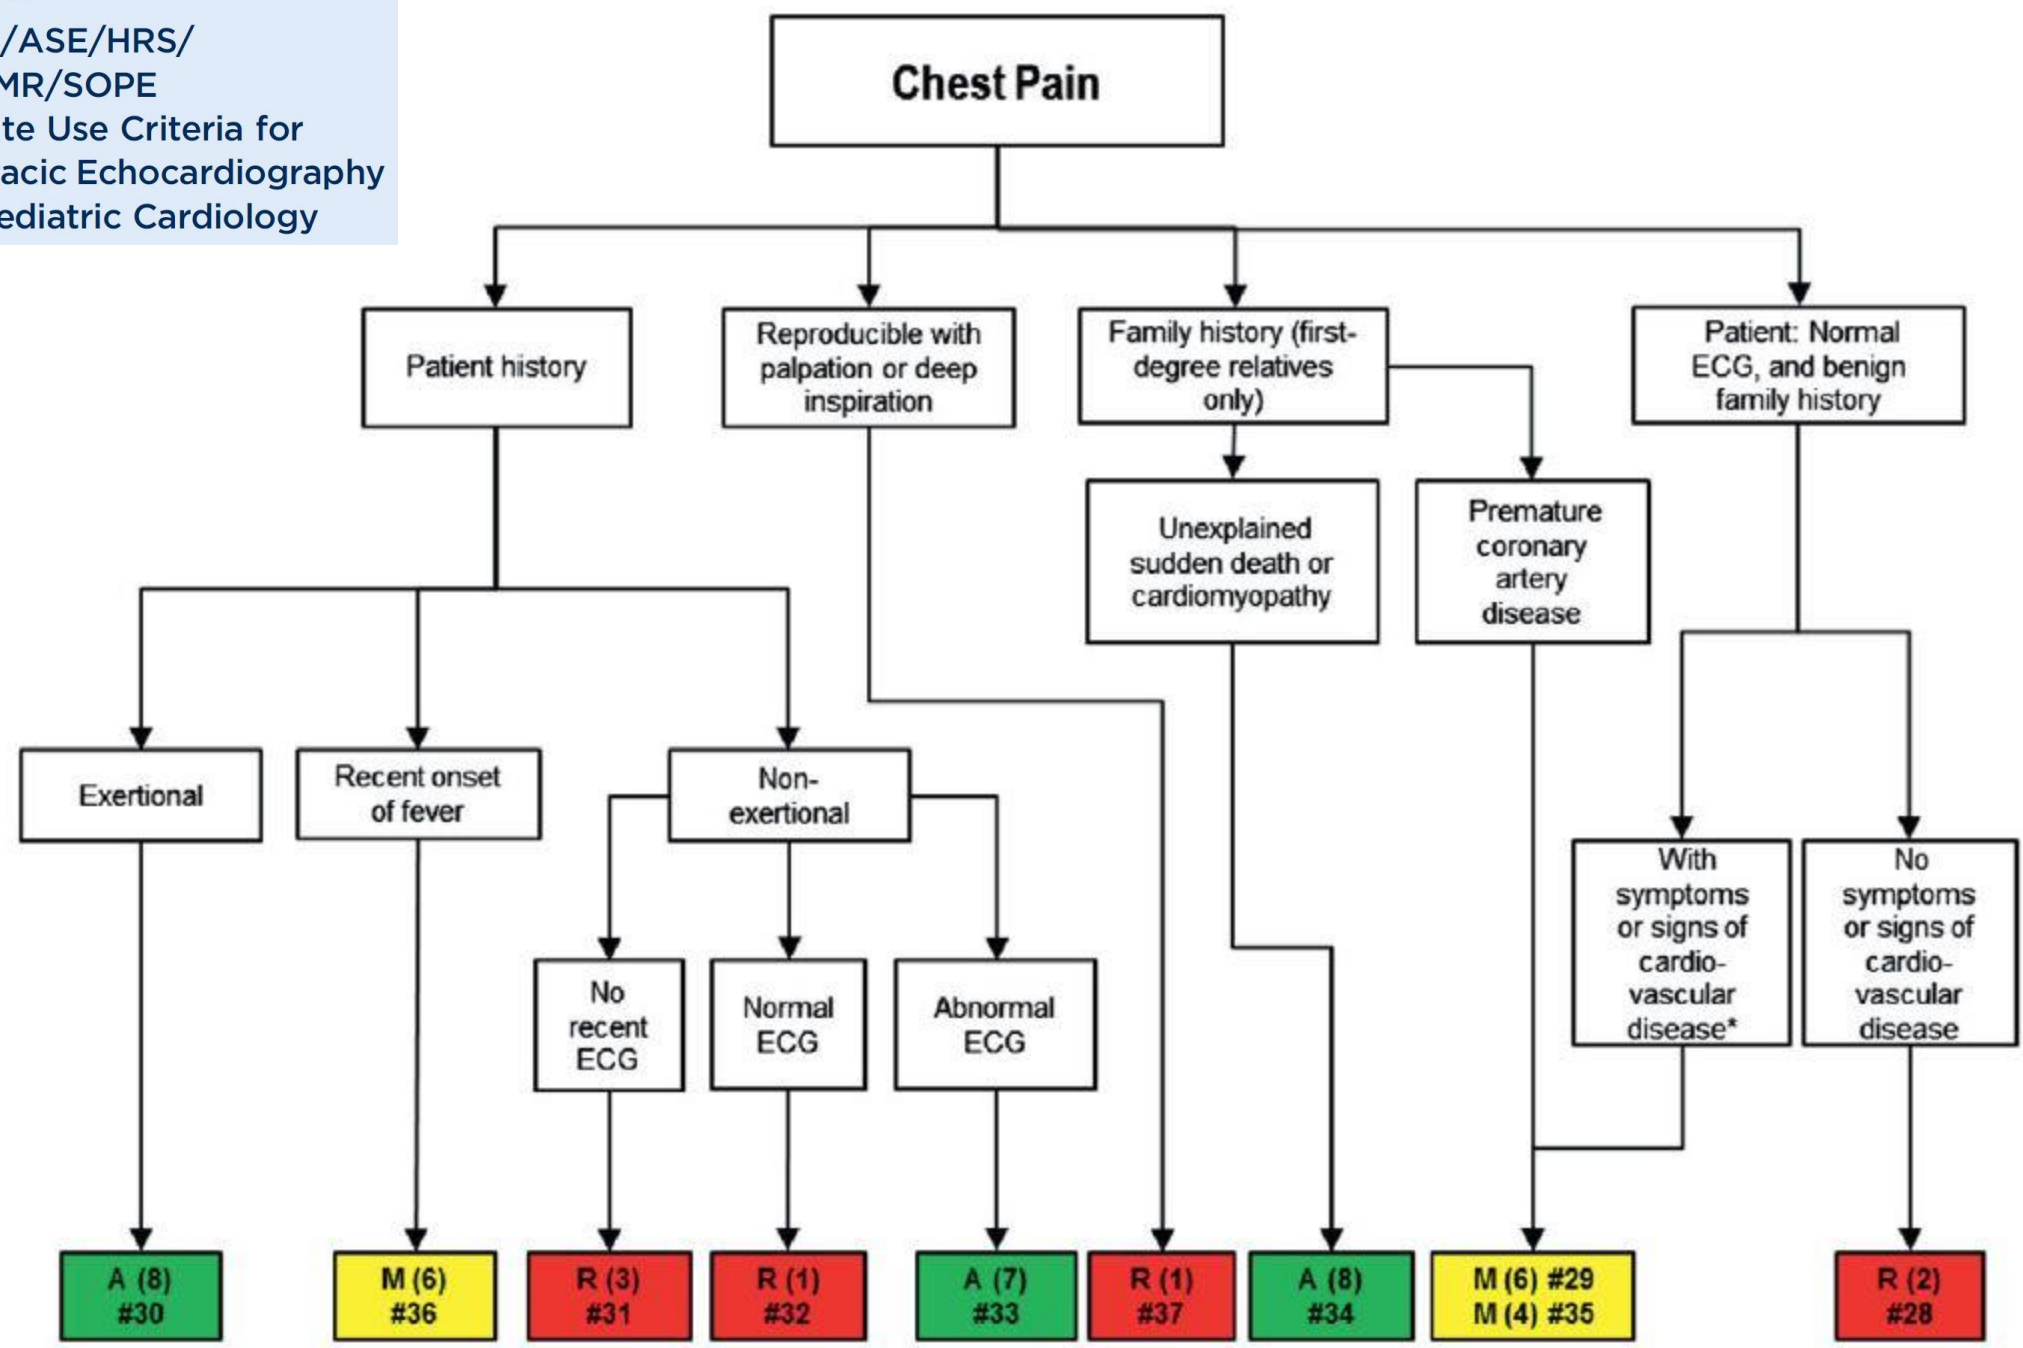 /ASE/HRS/
MR/SOPE
te Use Criteria for
acic Echocardiography
ediatric Cardiology
Chest Pain
Patient history
Reproducible with
palpation or deep
inspiration
Family history (first-
degree relatives
only)
Patient: Normal
ECG, and benign
family history
Unexplained
sudden death or
cardiomyopathy
Premature
coronary
artery
disease
Exertional
Recent onset
of fever
Non-
exertional
With
symptoms
or signs of
cardio-
vascular
disease*
No
symptoms
or signs of
cardio-
vascular
disease
No
recent
ECG
Normal
ECG
Abnormal
ECG
A (8)
#30
M (6)
#36
R (3)
#31
R (1)
#32
A (7)
#33
R (1)
#37
A (8)
#34
M (6) #29
M (4) #35
R (2)
#28